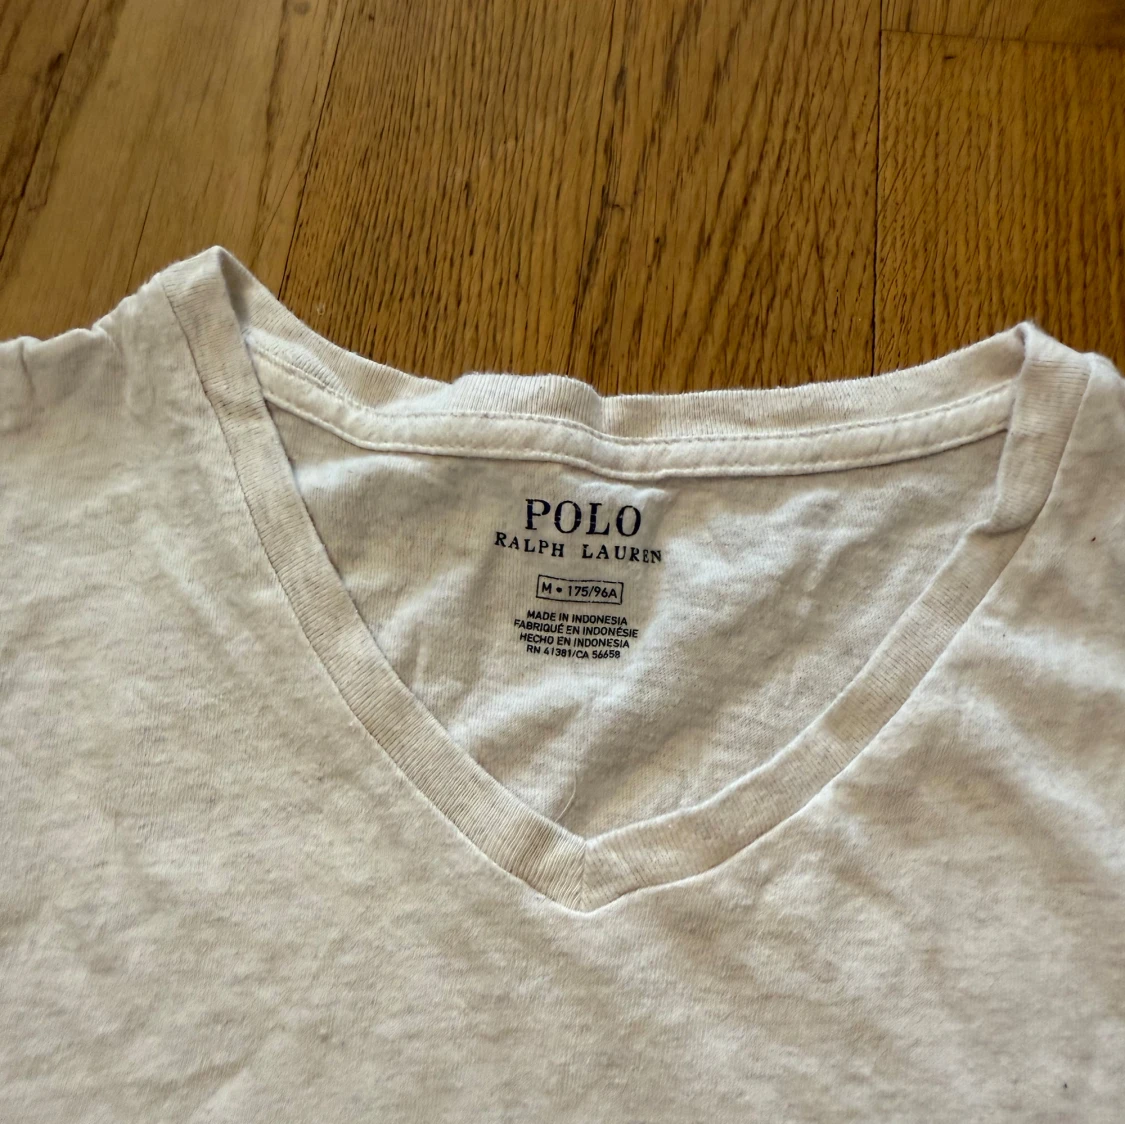 POLO
RALPH LAUREN
M • 175/96A
MADE IN INDONESIA
FABRIQUÉ EN INDONÉSIE
HECHO EN INDONESIA
RN 41381/CA 56658